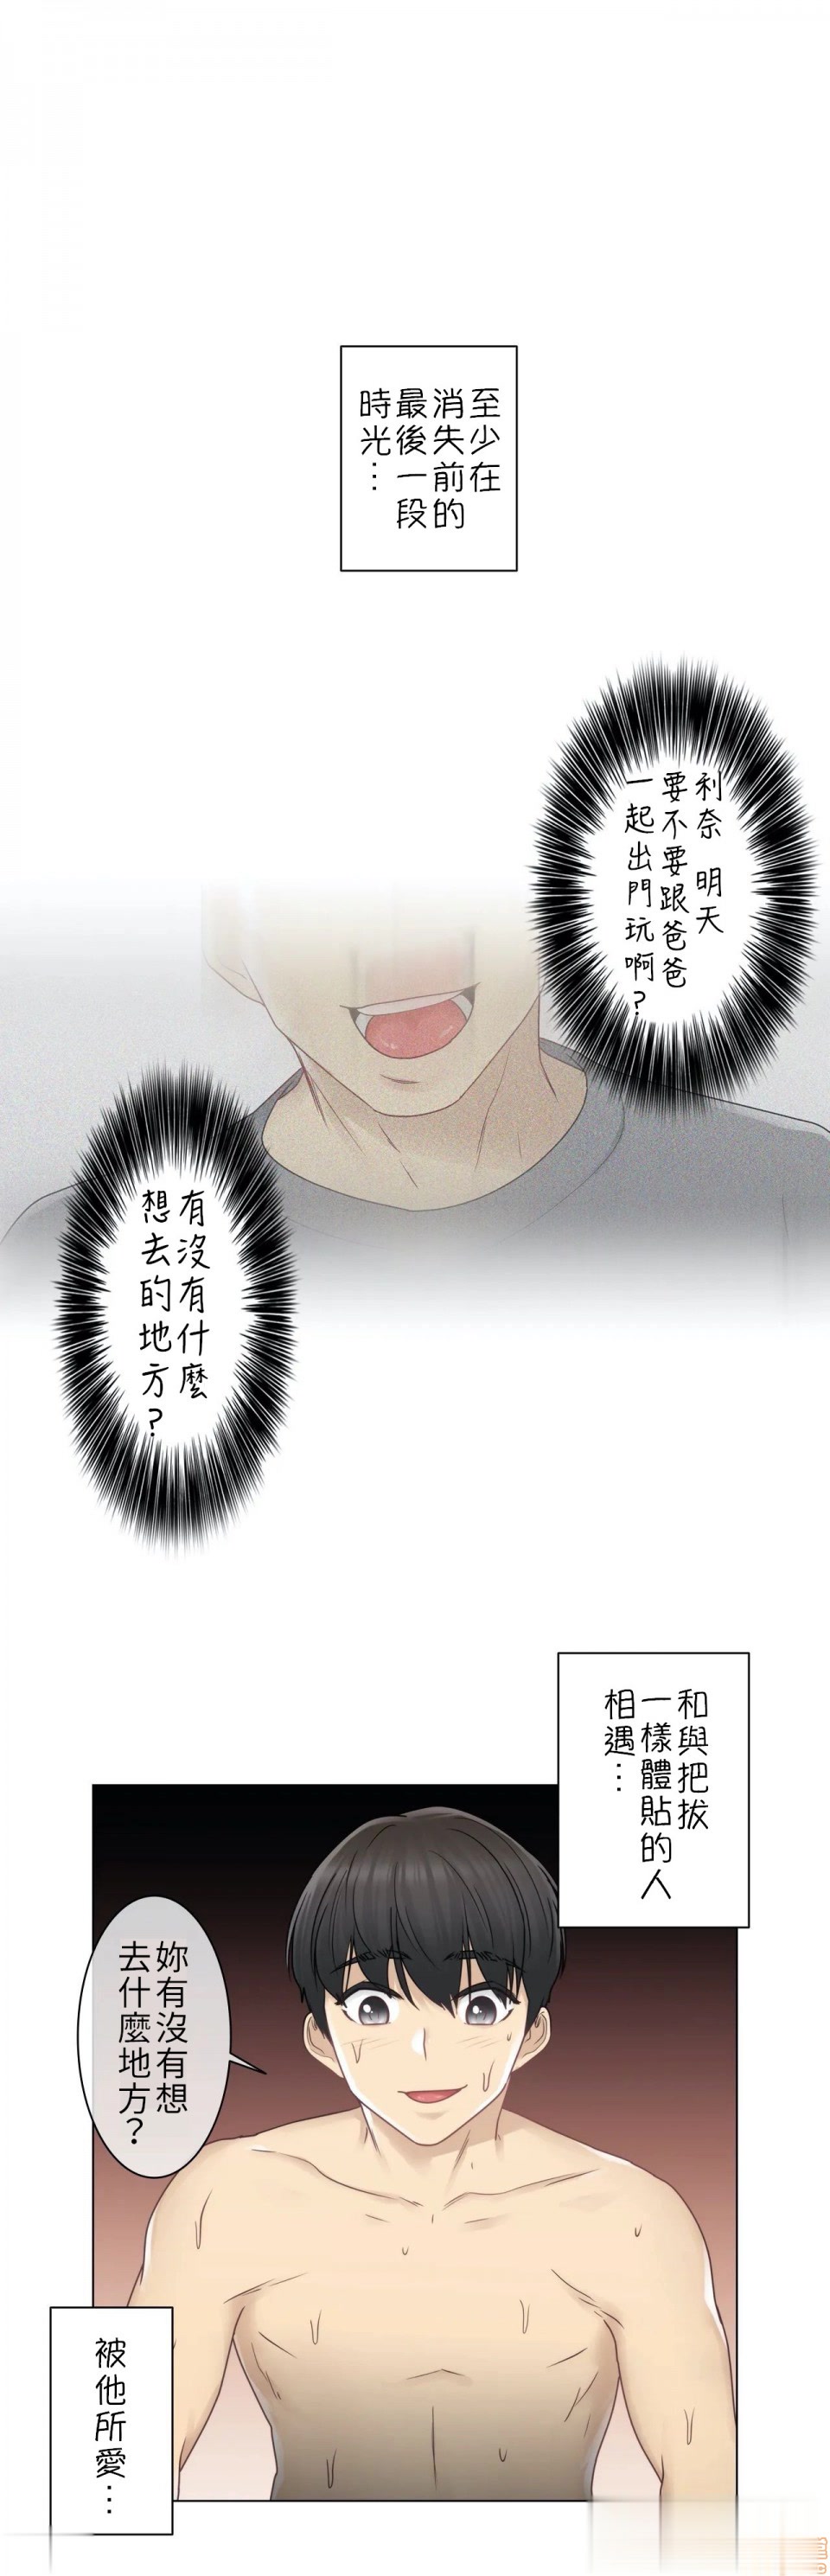 至少在
消失前的
最後一段
時光…
利奈 明天
要不要跟爸爸
一起出門玩啊?
有沒有什麼
想去的地方?
和與把拔
一樣體貼的人
相遇…
妳有沒有想
去什麼地方?
被他所愛…